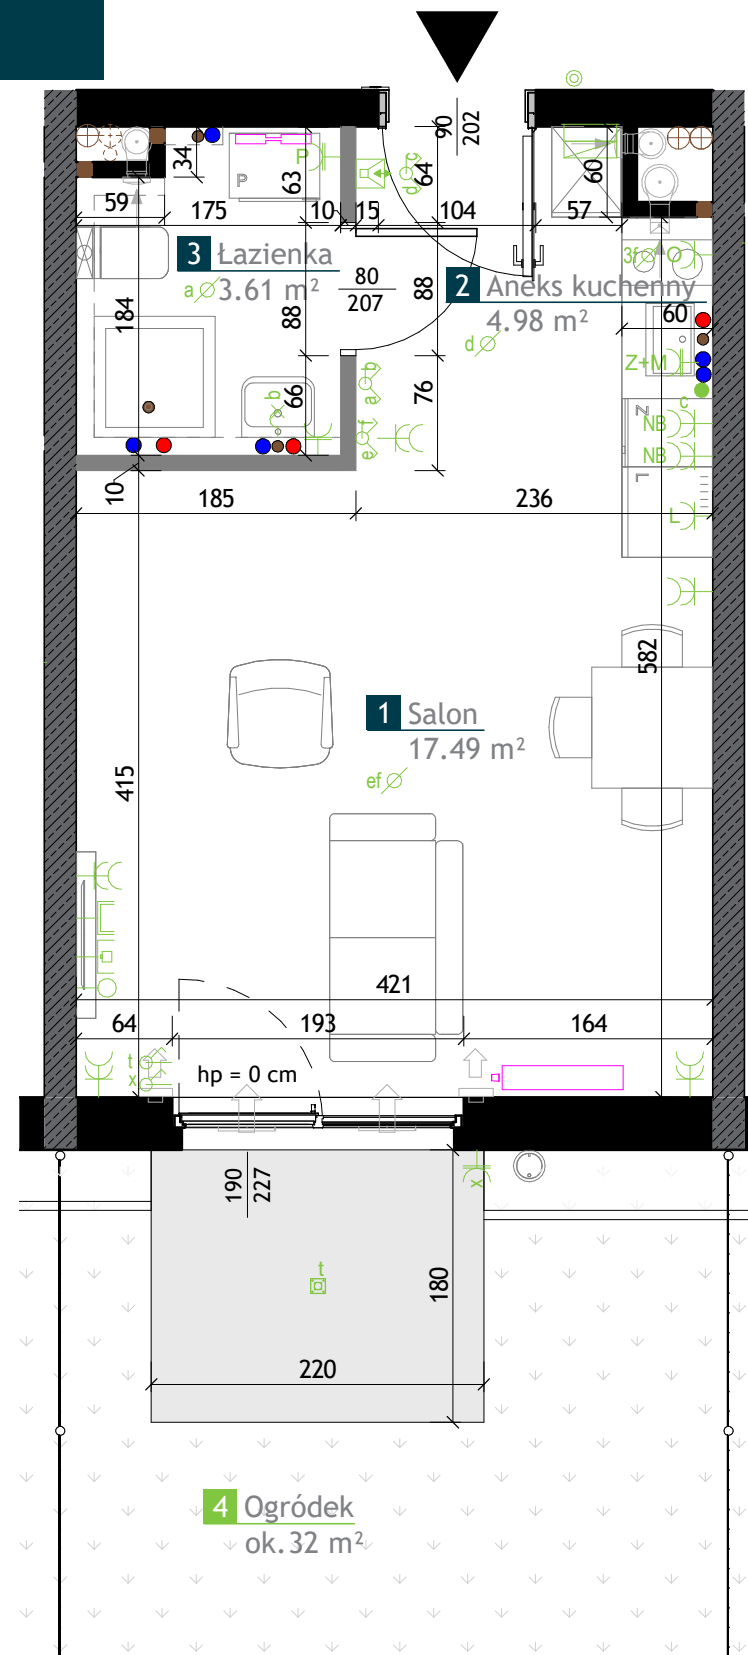 90
202
34
63
P
P
64
d
c
60
59
175
10
15
104
57
3 Łazienka
3.61 m²
a
184
88
80
207
88
2 Aneks kuchenny
4.98 m²
3f
O
60
d
Z+M
c
66
b
a
b
76
e
f
Z
NB
NB
L
L
10
185
236
582
1 Salon
17.49 m²
ef
415
421
64
193
164
t
x
hp = 0 cm
190
227
x
t
180
220
4 Ogródek
ok.32 m²